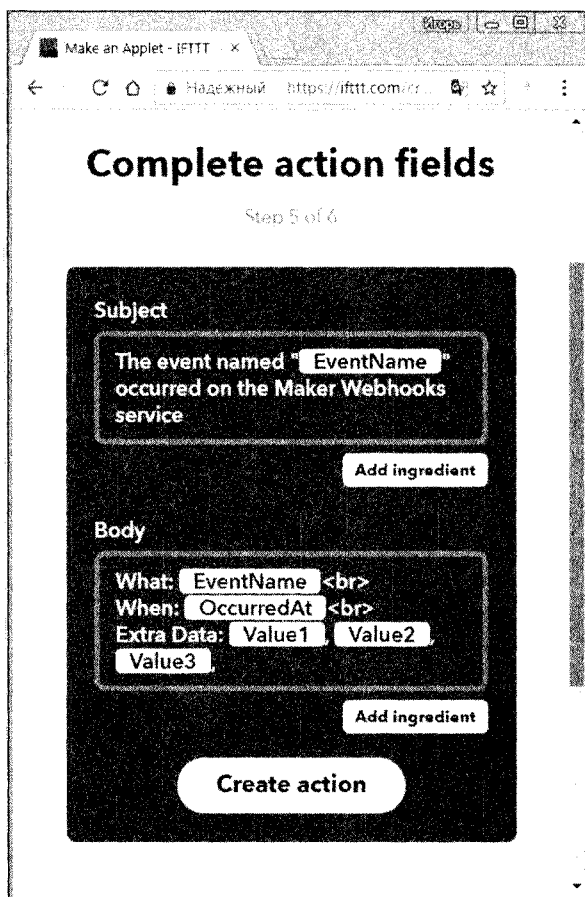 Игорь
Make an Applet - IFTTT
Надежный https://ifttt.com/cr...
Complete action fields
Step 5 of 6
Subject
The event named " EventName "
occurred on the Maker Webhooks
service
Add ingredient
Body
What: EventName <br>
When: OccurredAt <br>
Extra Data: Value1, Value2,
Value3,
Add ingredient
Create action